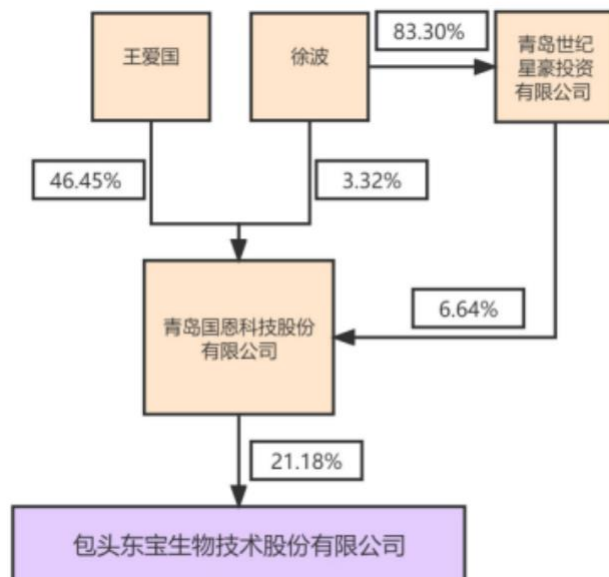 王爱国
徐波
83.30%
青岛世纪
星豪投资
有限公司
46.45%
3.32%
青岛国恩科技股份
有限公司
6.64%
21.18%
包头东宝生物技术股份有限公司